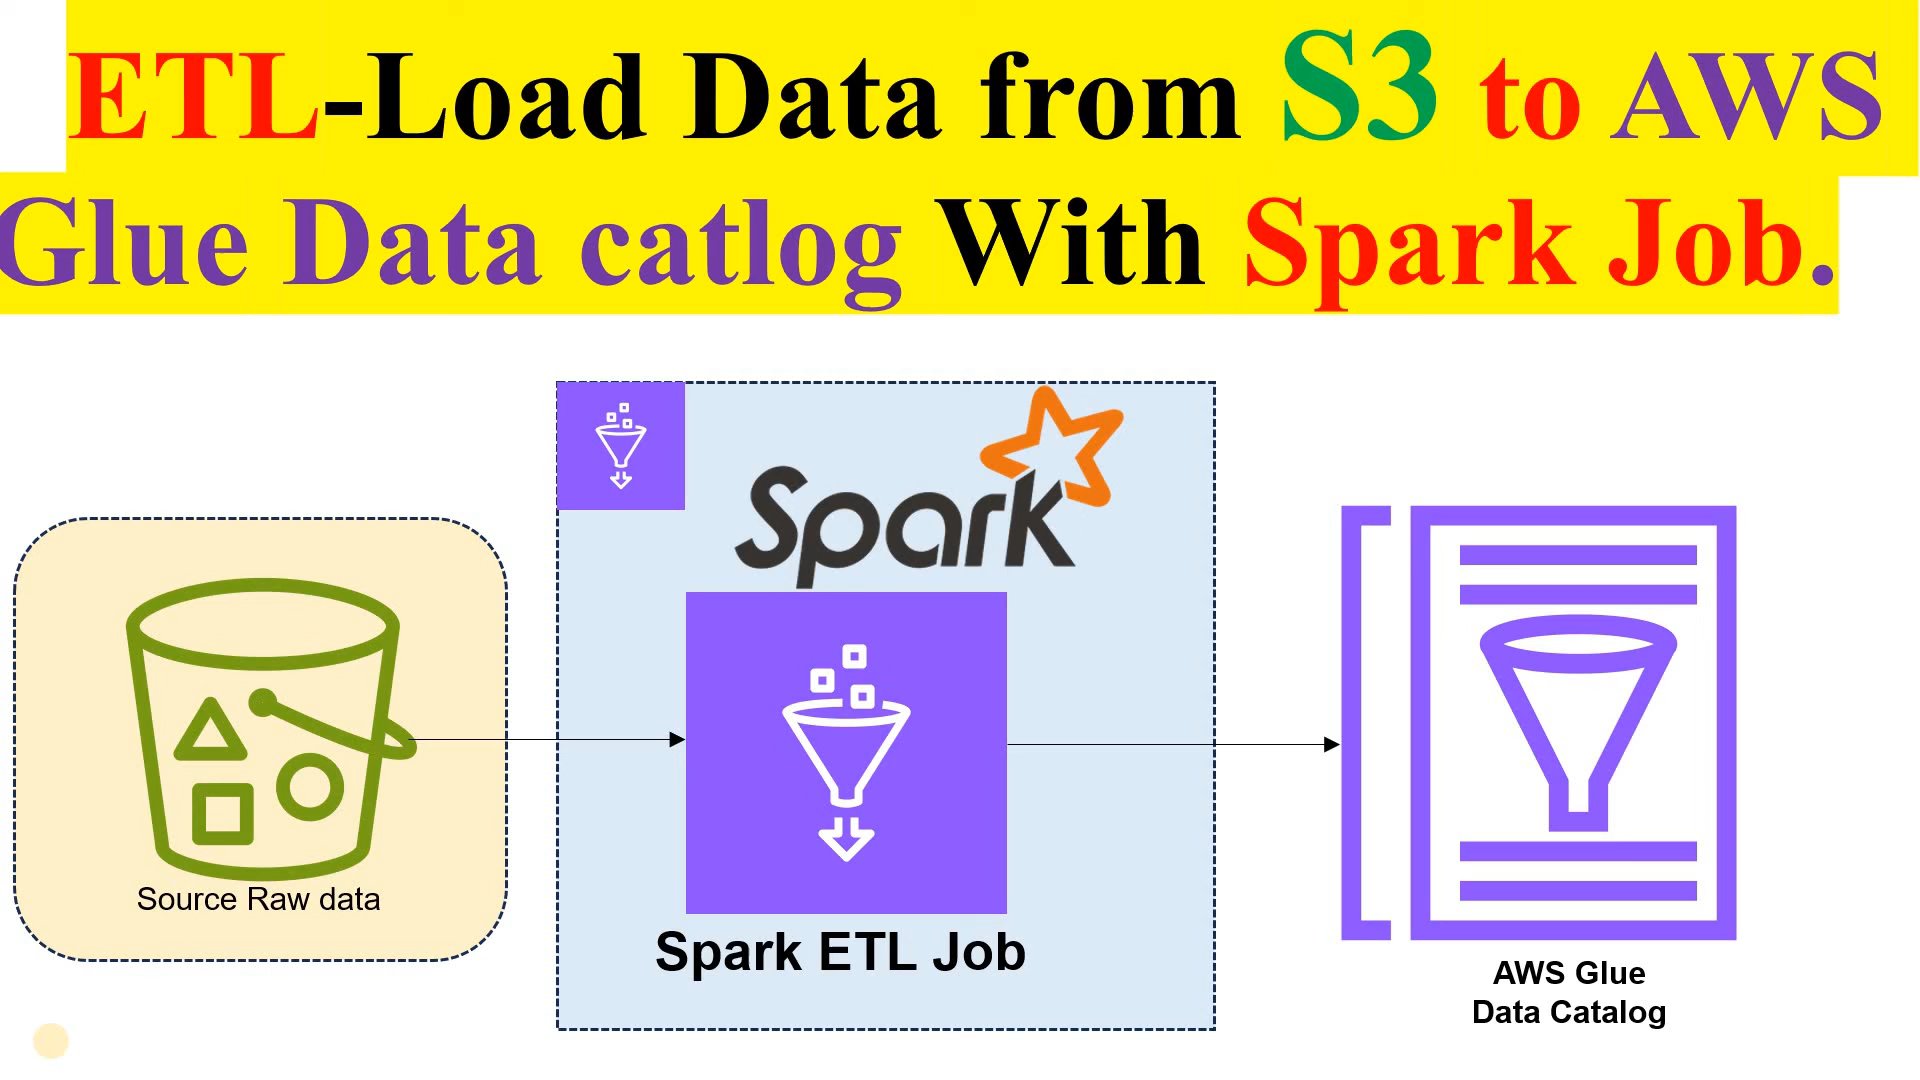 ETL-Load Data from S3 to AWS
Glue Data catlog With Spark Job.
Spark
Source Raw data
Spark ETL Job
AWS Glue
Data Catalog